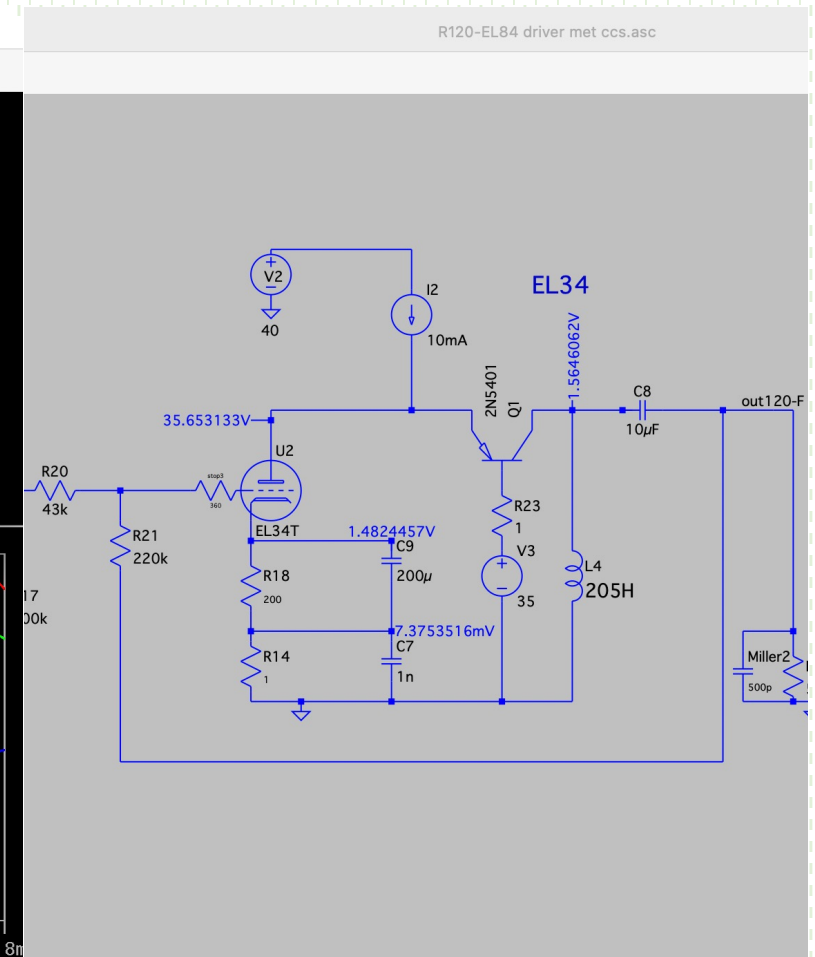 R120-EL84 driver met ccs.asc
V2
40
I2
10mA
EL34
1.5646062V
2N5401
Q1
C8
10µF
out120-F
35.653133V
U2
R20
43k
stop3
360
EL34T
R21
220k
1.4824457V
C9
200µ
R23
1
V3
35
L4
205H
R18
200
17
00k
7.3753516mV
C7
1n
R14
1
Miller2
500p
8m